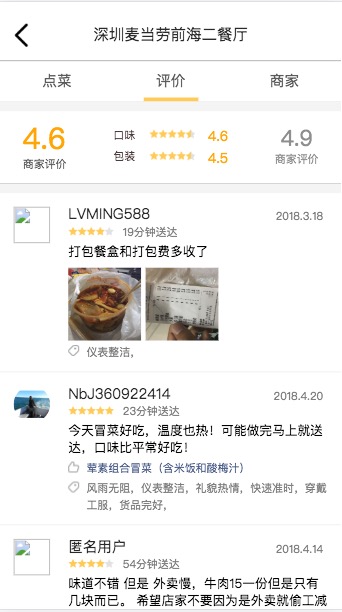 深圳麦当劳前海二餐厅
点菜 评价 商家
4.6
商家评价
口味 4.6
包装 4.5
4.9
商家评价
LVMING588 2018.3.18
19分钟送达
打包餐盒和打包费多收了
仪表整洁,
NbJ360922414 2018.4.20
23分钟送达
今天冒菜好吃，温度也热！可能做完马上就送
达，口味比平常好吃！
荤素组合冒菜（含米饭和酸梅汁）
风雨无阻，仪表整洁，礼貌热情，快速准时，穿戴
工服，货品完好，
匿名用户 2018.4.14
54分钟送达
味道不错 但是 外卖慢，牛肉15一份但是只有
几块而已。 希望店家不要因为是外卖就偷工减